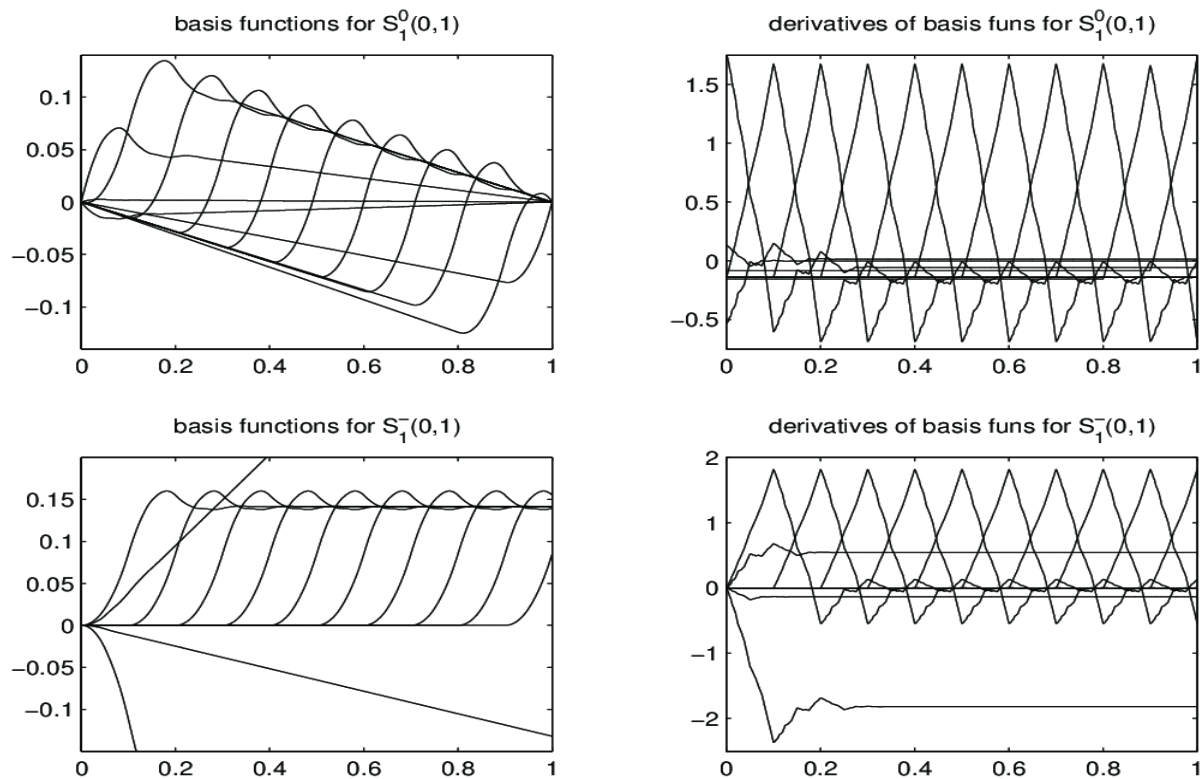 basis functions for S₁⁰(0,1)
0.1
0.05
0
−0.05
−0.1
0 0.2 0.4 0.6 0.8 1
derivatives of basis funs for S₁⁰(0,1)
1.5
1
0.5
0
−0.5
0 0.2 0.4 0.6 0.8 1
basis functions for S₁⁻(0,1)
0.15
0.1
0.05
0
−0.05
−0.1
0 0.2 0.4 0.6 0.8 1
derivatives of basis funs for S₁⁻(0,1)
2
1
0
−1
−2
0 0.2 0.4 0.6 0.8 1